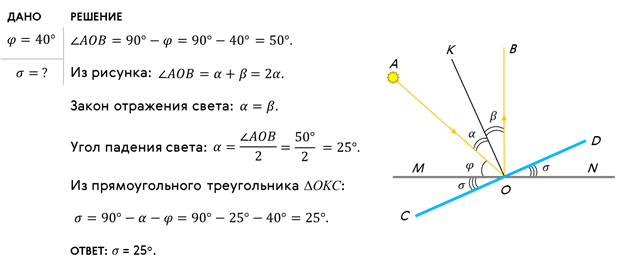 ДАНО
РЕШЕНИЕ
φ = 40°
∠AOB = 90° − φ = 90° − 40° = 50°.
σ = ?
Из рисунка: ∠AOB = α + β = 2α.
Закон отражения света: α = β.
Угол падения света: α = ∠AOB/2 = 50°/2 = 25°.
Из прямоугольного треугольника ΔOKC:
σ = 90° − α − φ = 90° − 25° − 40° = 25°.
ОТВЕТ: σ = 25°.
K
B
A
β
α
D
M
φ
σ
σ
N
O
C